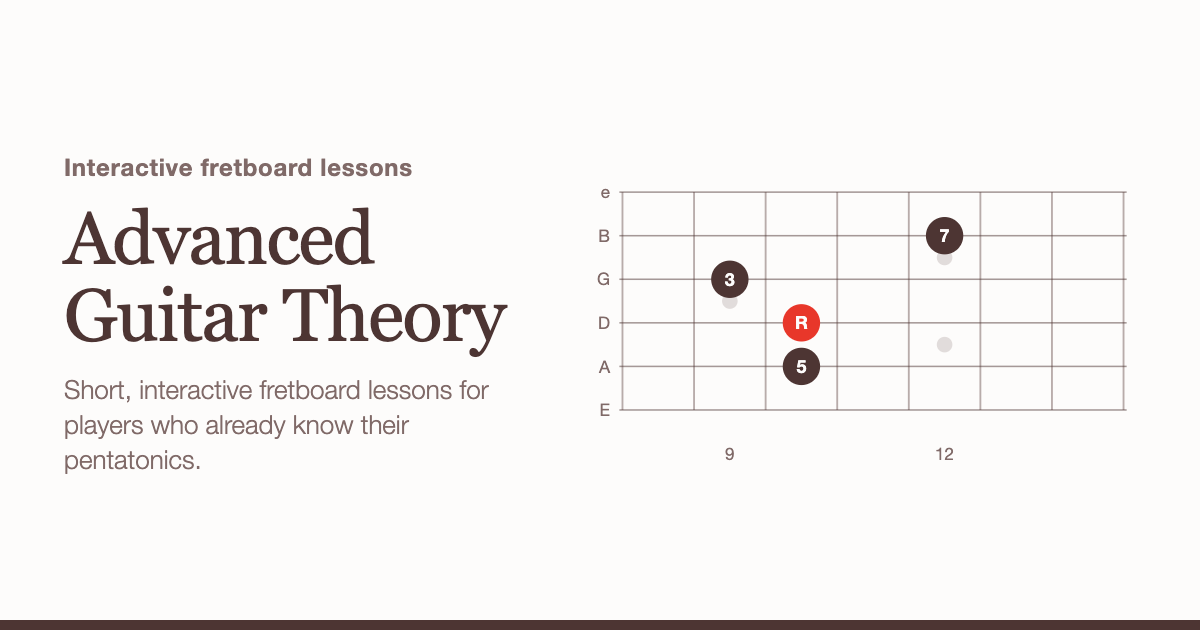 Interactive fretboard lessons
Advanced
Guitar Theory
Short, interactive fretboard lessons for
players who already know their
pentatonics.
e
B 7
G 3
D R
A 5
E
9 12